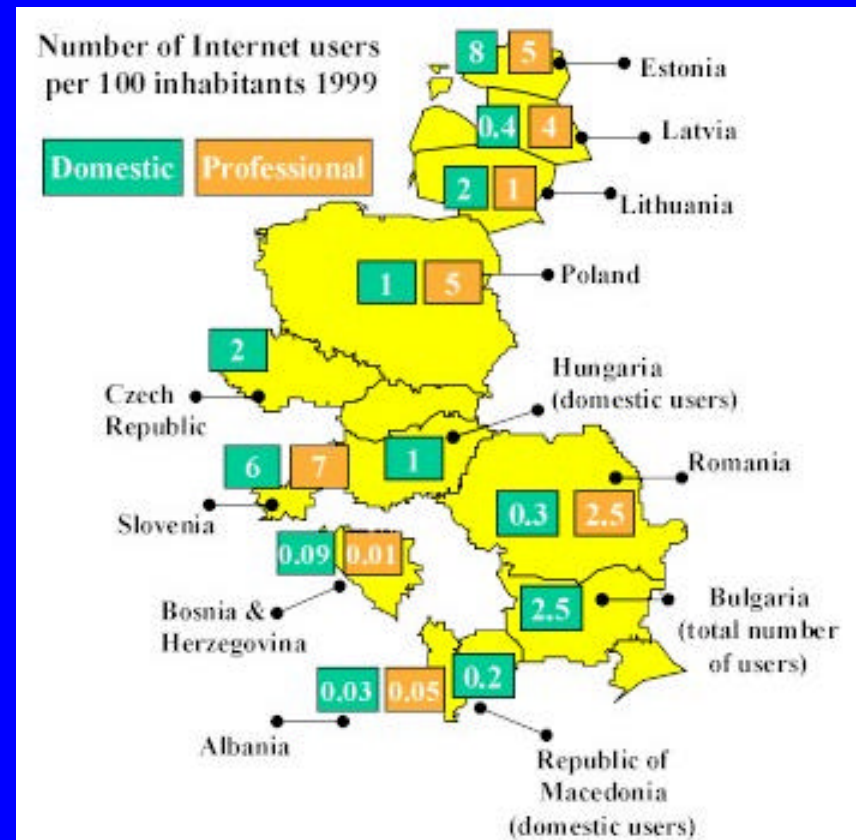 Number of Internet users
per 100 inhabitants 1999
Domestic Professional
8 5
Estonia
0.4 4
Latvia
2 1
Lithuania
1 5
Poland
2
Czech
Republic
Hungaria
(domestic users)
1
6 7
Slovenia
Romania
0.3 2.5
0.09 0.01
Bosnia &
Herzegovina
2.5
Bulgaria
(total number
of users)
0.03 0.05
Albania
0.2
Republic of
Macedonia
(domestic users)